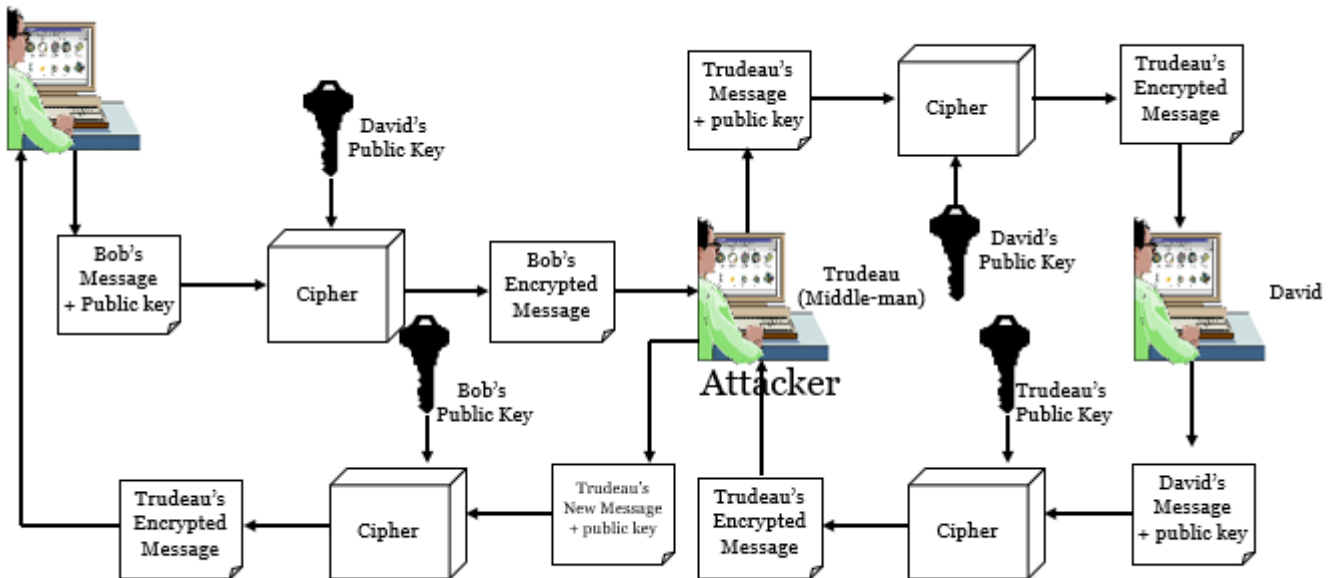 Trudeau's
Message
+ public key
Cipher
Trudeau's
Encrypted
Message
David's
Public Key
Bob's
Message
+ Public key
Cipher
Bob's
Encrypted
Message
Trudeau
(Middle-man)
David's
Public Key
David
Attacker
Bob's
Public Key
Trudeau's
Public Key
Trudeau's
Encrypted
Message
Cipher
Trudeau's
New Message
+ public key
Trudeau's
Encrypted
Message
Cipher
David's
Message
+ public key